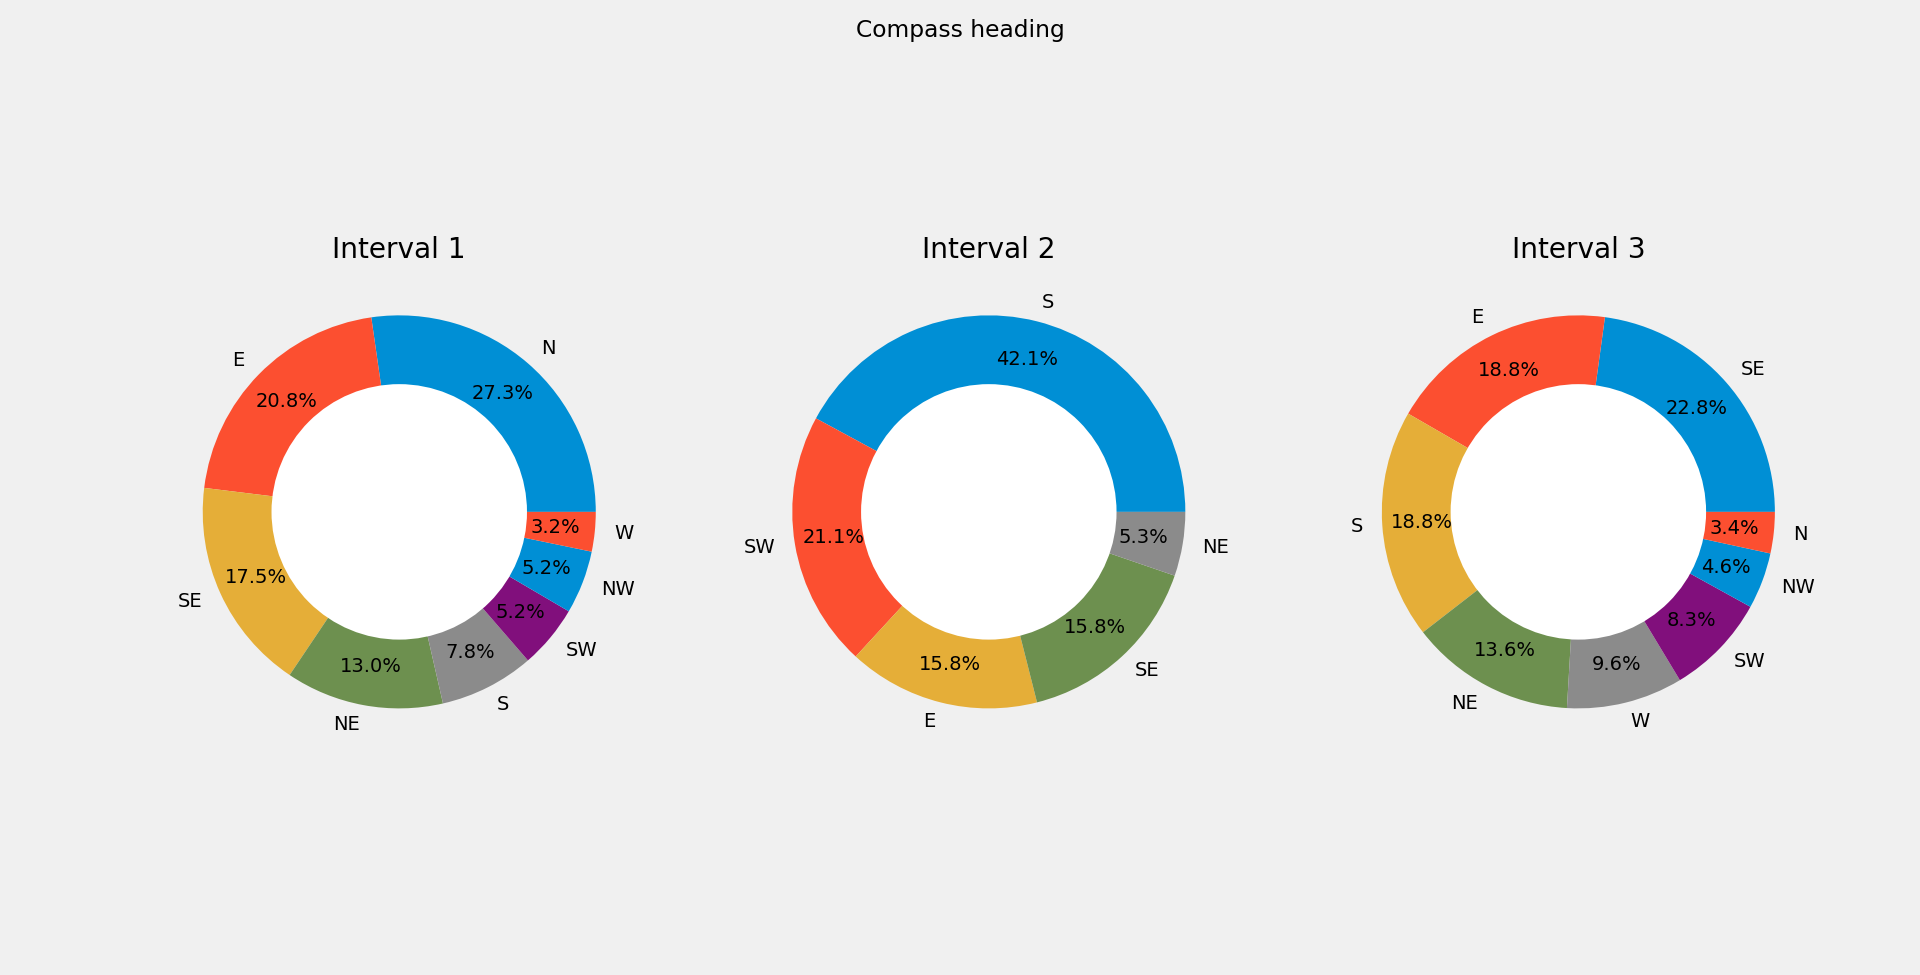 Compass heading
Interval 1
N
27.3%
E
20.8%
SE
17.5%
NE
13.0%
S
7.8%
SW
5.2%
NW
5.2%
W
3.2%
Interval 2
S
42.1%
SW
21.1%
E
15.8%
SE
15.8%
NE
5.3%
Interval 3
SE
22.8%
E
18.8%
S
18.8%
NE
13.6%
W
9.6%
SW
8.3%
NW
4.6%
N
3.4%